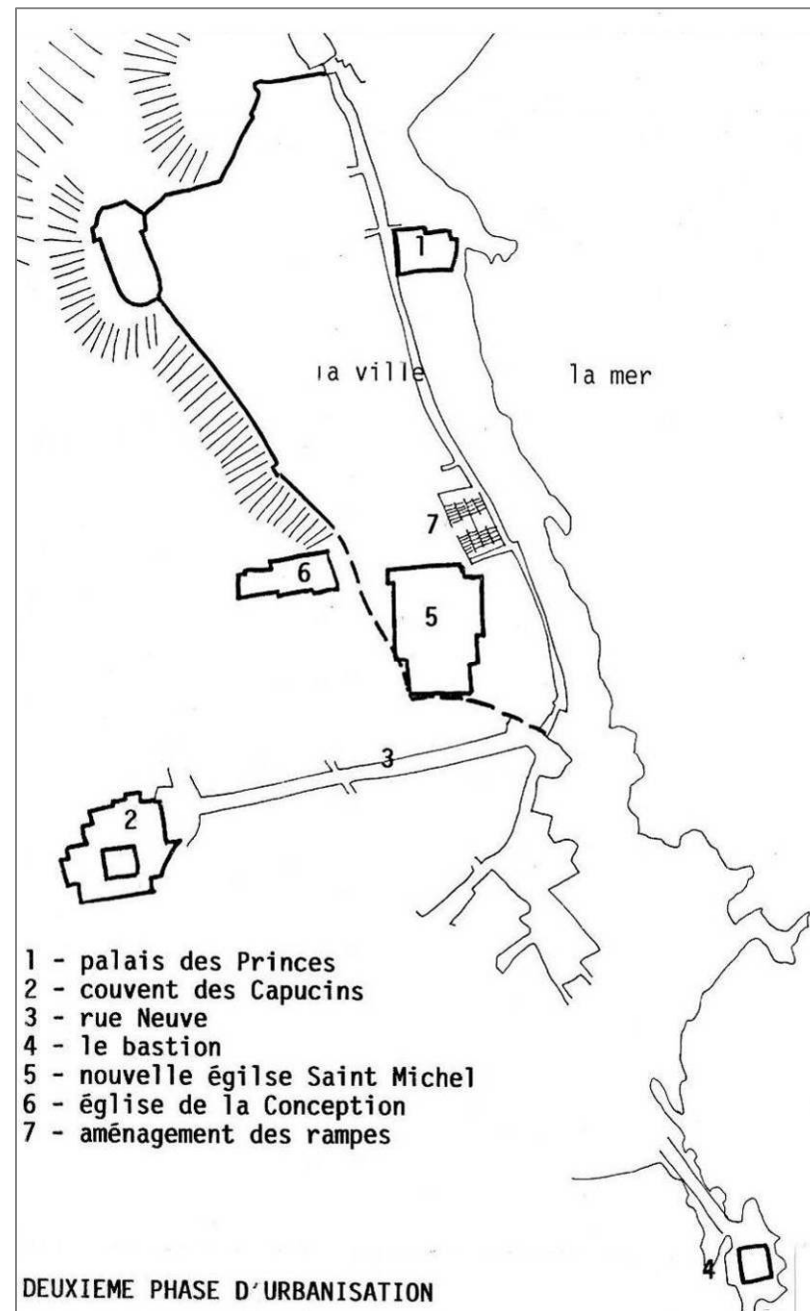 1
la ville
la mer
7
6
5
3
2
1 - palais des Princes
2 - couvent des Capucins
3 - rue Neuve
4 - le bastion
5 - nouvelle égilse Saint Michel
6 - église de la Conception
7 - aménagement des rampes
4
DEUXIEME PHASE D'URBANISATION